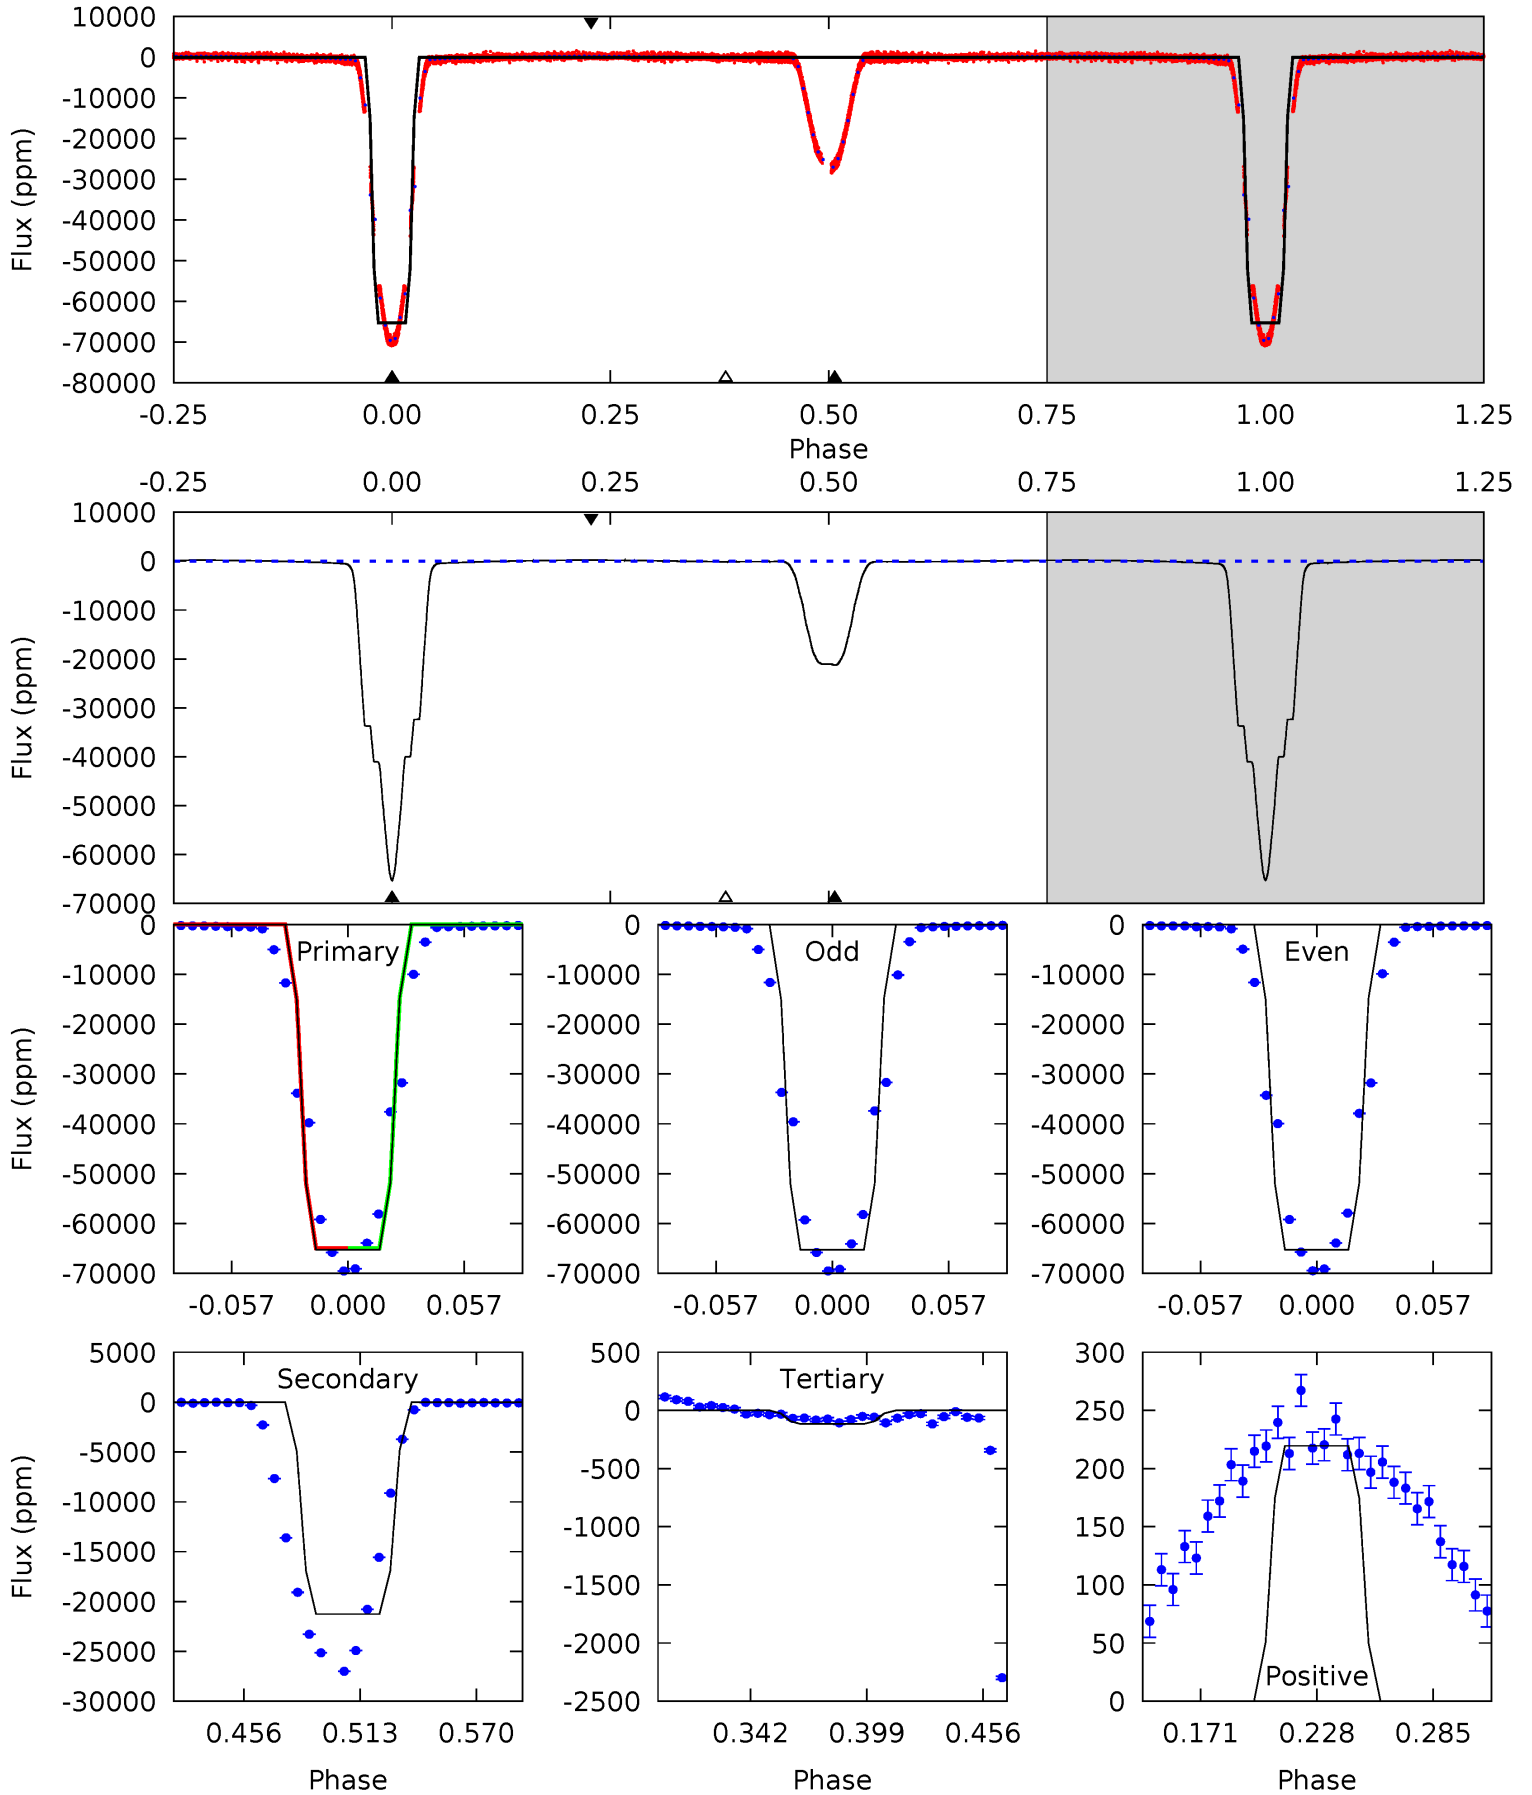 10000
0
-10000
-20000
-30000
-40000
-50000
-60000
-70000
-80000
Flux (ppm)
-0.25 0.00 0.25 0.50 0.75 1.00 1.25
Phase
-0.25 0.00 0.25 0.50 0.75 1.00 1.25
10000
0
-10000
-20000
-30000
-40000
-50000
-60000
-70000
Flux (ppm)
Primary
0
-10000
-20000
-30000
-40000
-50000
-60000
-70000
Flux (ppm)
-0.057 0.000 0.057
Odd
0
-10000
-20000
-30000
-40000
-50000
-60000
-70000
-0.057 0.000 0.057
Even
0
-10000
-20000
-30000
-40000
-50000
-60000
-70000
-0.057 0.000 0.057
Secondary
5000
0
-5000
-10000
-15000
-20000
-25000
-30000
Flux (ppm)
0.456 0.513 0.570
Phase
Tertiary
500
0
-500
-1000
-1500
-2000
-2500
0.342 0.399 0.456
Phase
300
250
200
150
100
50
0
Positive
0.171 0.228 0.285
Phase